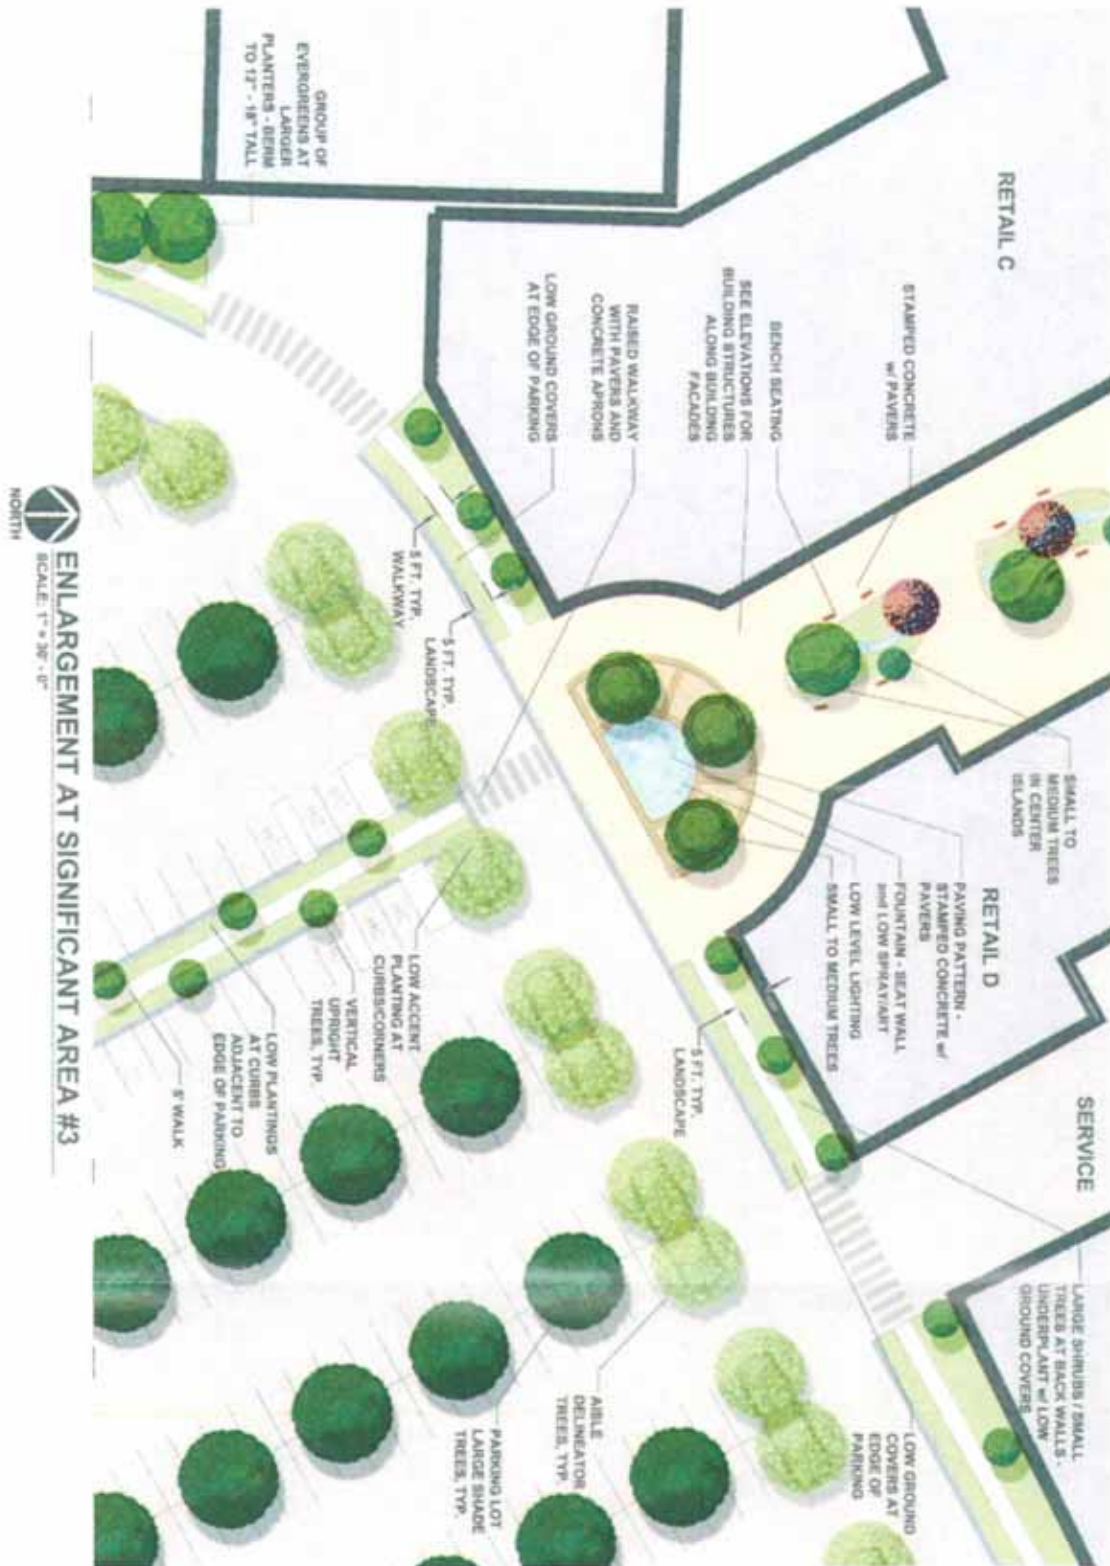 GROUP OF
EVERGREENS AT
LARGER
PLANTERS - BERM
TO 12" - 18" TALL
RETAIL C
STAMPED CONCRETE
w/ PAVERS
BENCH SEATING
SEE ELEVATIONS FOR
BUILDING STRUCTURES
ALONG BUILDING
FACADES
RAISED WALKWAY
WITH PAVERS AND
CONCRETE APRONS
LOW GROUND COVERS
AT EDGE OF PARKING
5 FT. TYP.
WALKWAY
5 FT. TYP.
LANDSCAPE
SMALL TO
MEDIUM TREES
IN CENTER
ISLANDS
RETAIL D
PAVING PATTERN -
STAMPED CONCRETE w/
PAVERS
FOUNTAIN - SEAT WALL
and LOW SPRAY/ART
LOW LEVEL LIGHTING
SMALL TO MEDIUM TREES
5 FT. TYP.
LANDSCAPE
LOW ACCENT
PLANTING AT
CURBS/CORNERS
VERTICAL
UPRIGHT
TREES, TYP
LOW PLANTINGS
AT CURBS
ADJACENT TO
EDGE OF PARKING
5' WALK
SERVICE
LARGE SHRUBS / SMALL
TREES AT BACK WALLS -
UNDERPLANT w/ LOW
GROUND COVERS
LOW GROUND
COVERS AT
EDGE OF
PARKING
AISLE
DELINEATOR
TREES, TYP.
PARKING LOT
LARGE SHADE
TREES, TYP.
ENLARGEMENT AT SIGNIFICANT AREA #3
SCALE: 1" = 30' - 0"
NORTH